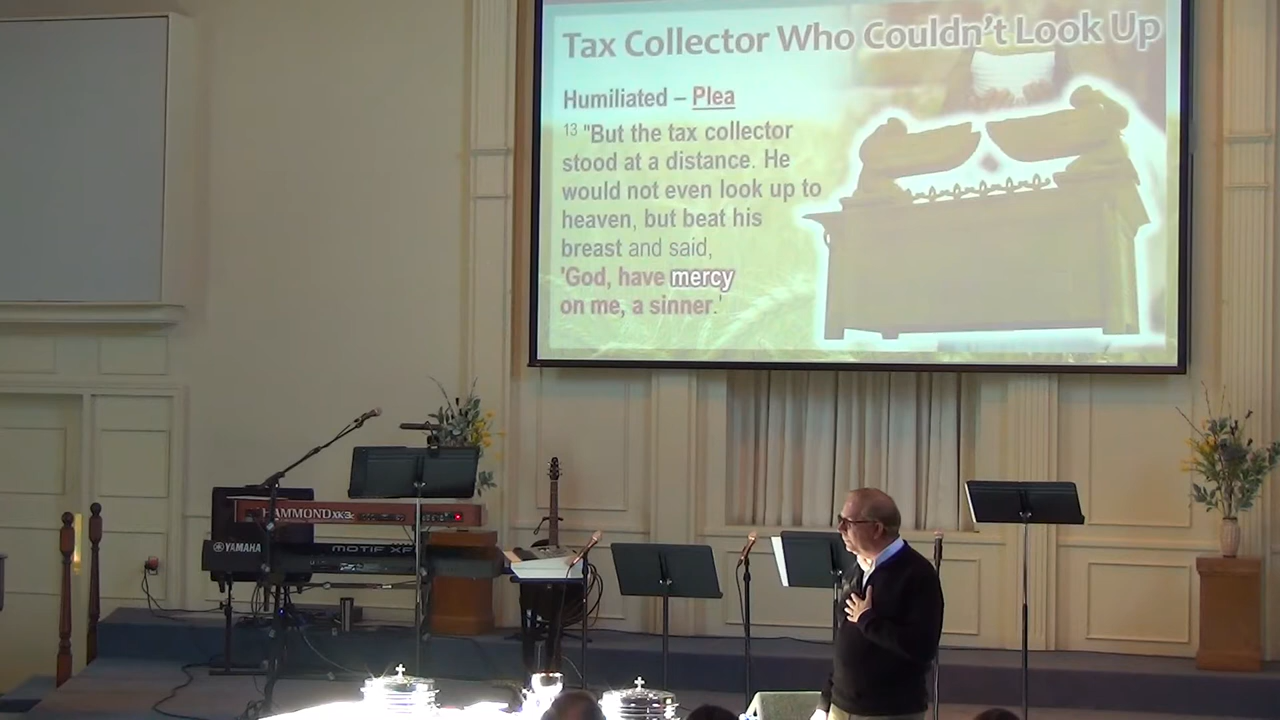 Tax Collector Who Couldn't Look Up
Humiliated – Plea
13 "But the tax collector
stood at a distance. He
would not even look up to
heaven, but beat his
breast and said,
'God, have mercy
on me, a sinner.'
HAMMOND XK3c
YAMAHA MOTIF XF